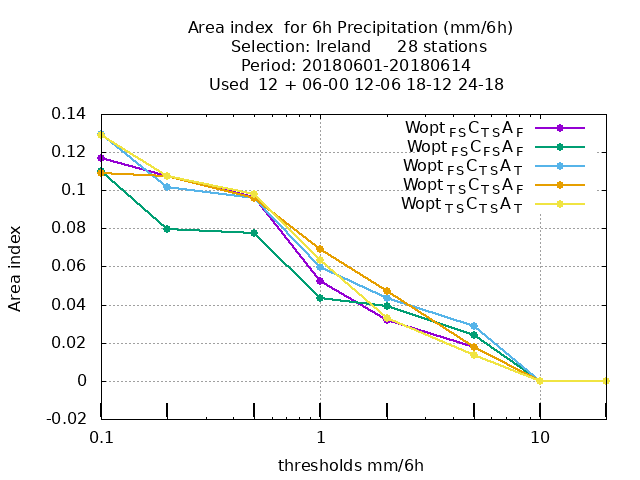 Area index  for 6h Precipitation (mm/6h)
Selection: Ireland     28 stations
Period: 20180601-20180614
Used  12 + 06-00 12-06 18-12 24-18
Wopt FS C TS A F
Wopt FS C FS A F
Wopt FS C TS A T
Wopt TS C TS A F
Wopt TS C TS A T
Area index
0.14
0.12
0.1
0.08
0.06
0.04
0.02
0
-0.02
0.1
1
10
thresholds mm/6h